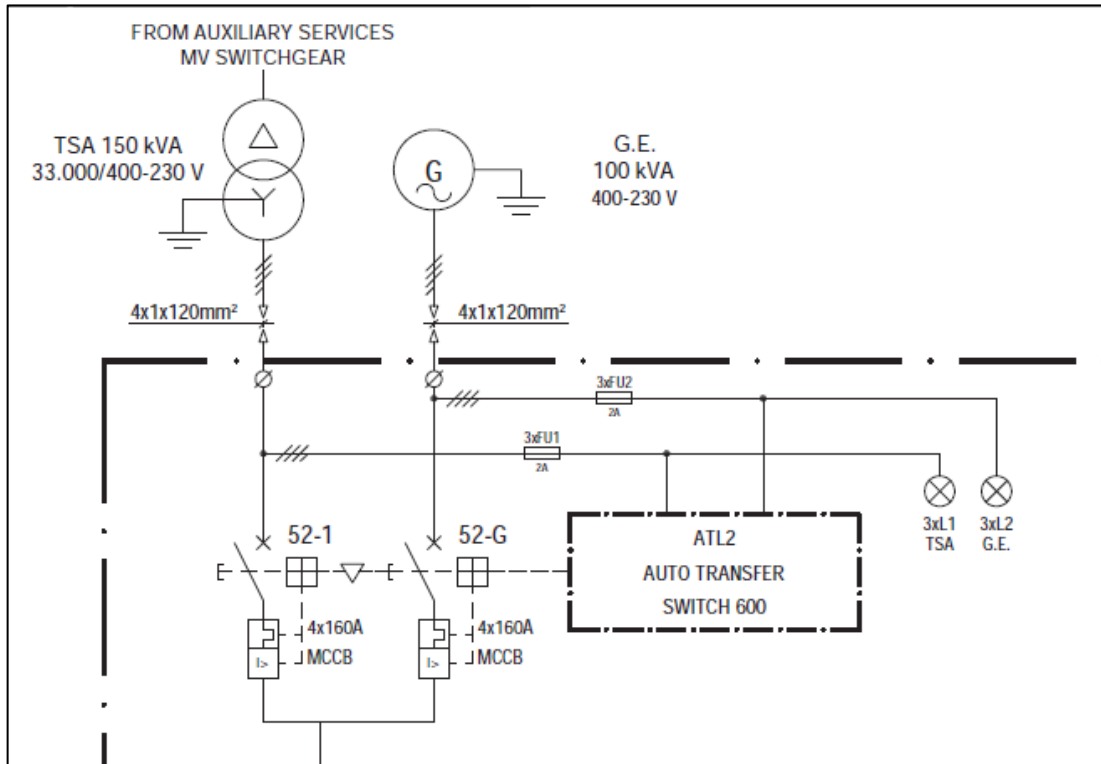 FROM AUXILIARY SERVICES
MV SWITCHGEAR
TSA 150 kVA
33.000/400-230 V
G
G.E.
100 kVA
400-230 V
4x1x120mm²
4x1x120mm²
3xFU2
2A
3xFU1
2A
3xL1
TSA
3xL2
G.E.
52-1
52-G
ATL2
AUTO TRANSFER
SWITCH 600
4x160A
MCCB
I>
4x160A
MCCB
I>